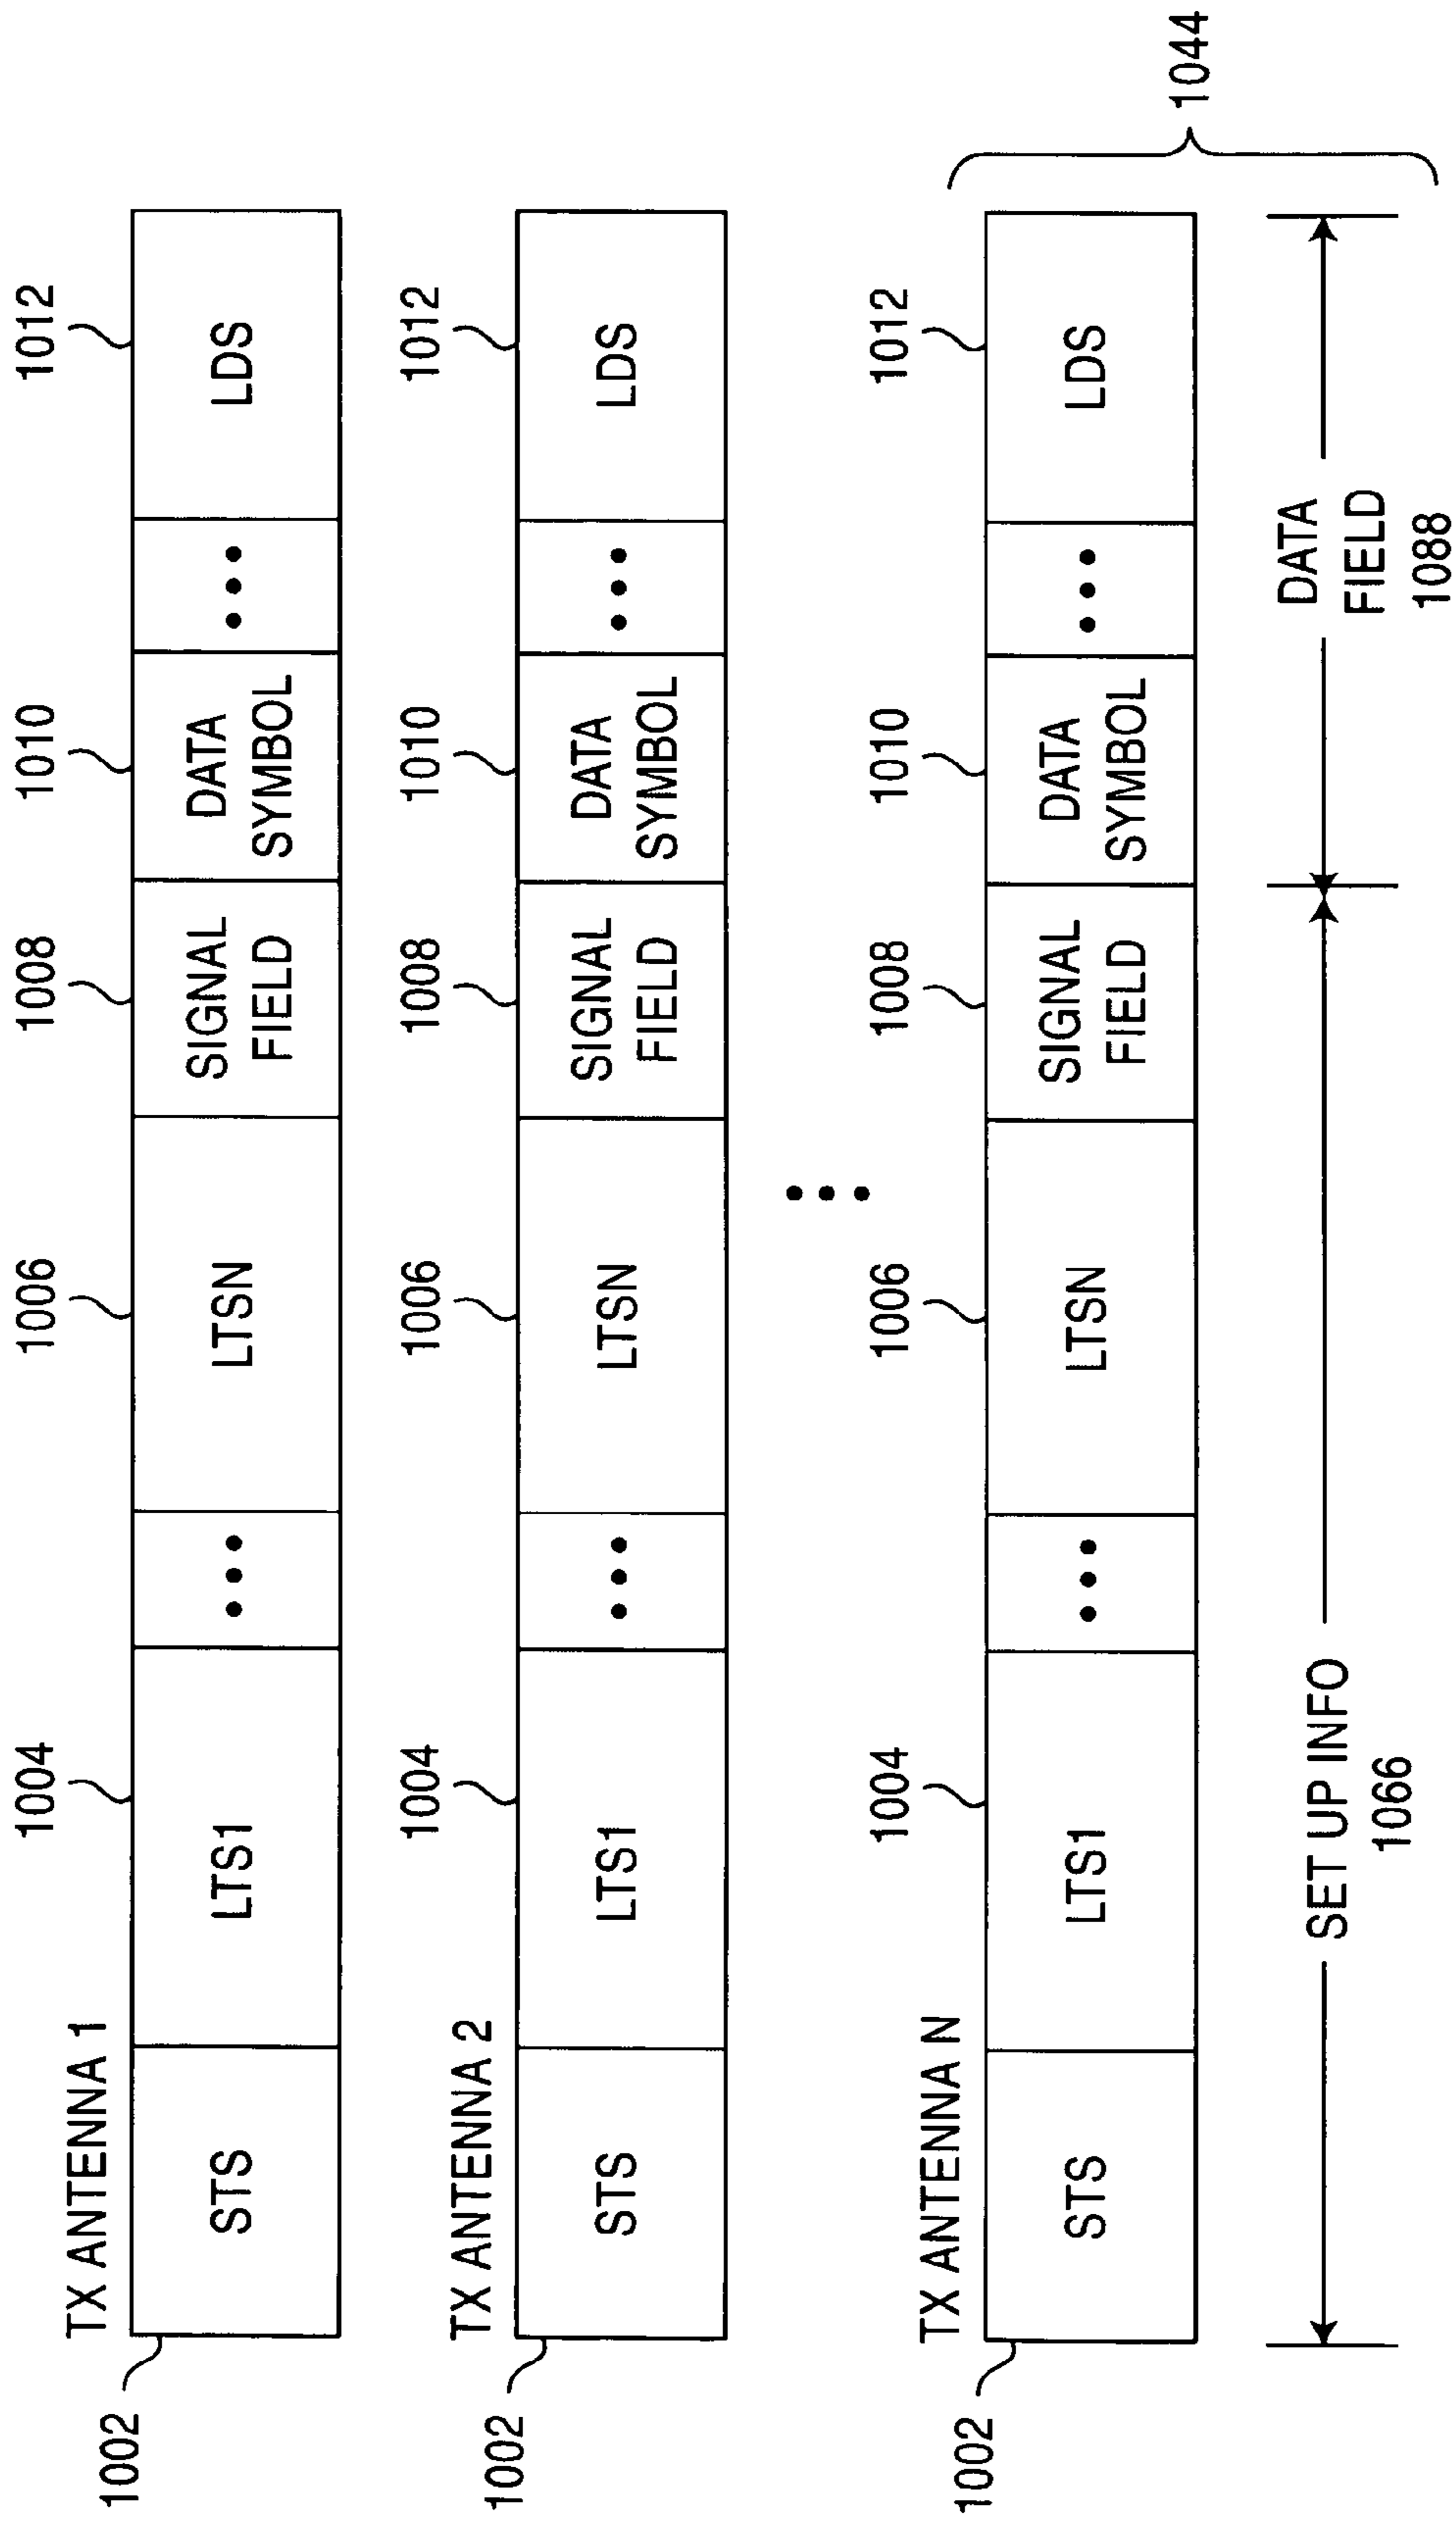 TX ANTENNA 1
1004
1006
1008
1010
1012
1002
STS
LTS1
•••
LTSN
SIGNAL
FIELD
DATA
SYMBOL
•••
LDS
TX ANTENNA 2
1004
1006
1008
1010
1012
1002
STS
LTS1
•••
LTSN
SIGNAL
FIELD
DATA
SYMBOL
•••
LDS
•••
TX ANTENNA N
1004
1006
1008
1010
1012
1002
STS
LTS1
•••
LTSN
SIGNAL
FIELD
DATA
SYMBOL
•••
LDS
1044
SET UP INFO
1066
DATA
FIELD
1088